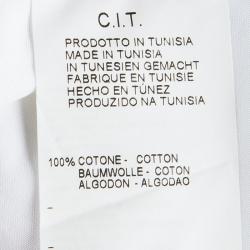 C.I.T.
PRODOTTO IN TUNISIA
MADE IN TUNISIA
IN TUNESIEN GEMACHT
FABRIQUE EN TUNISIE
HECHO EN TÚNEZ
PRODUZIDO NA TUNISIA
100% COTONE - COTTON
BAUMWOLLE - COTON
ALGODON - ALGODAO